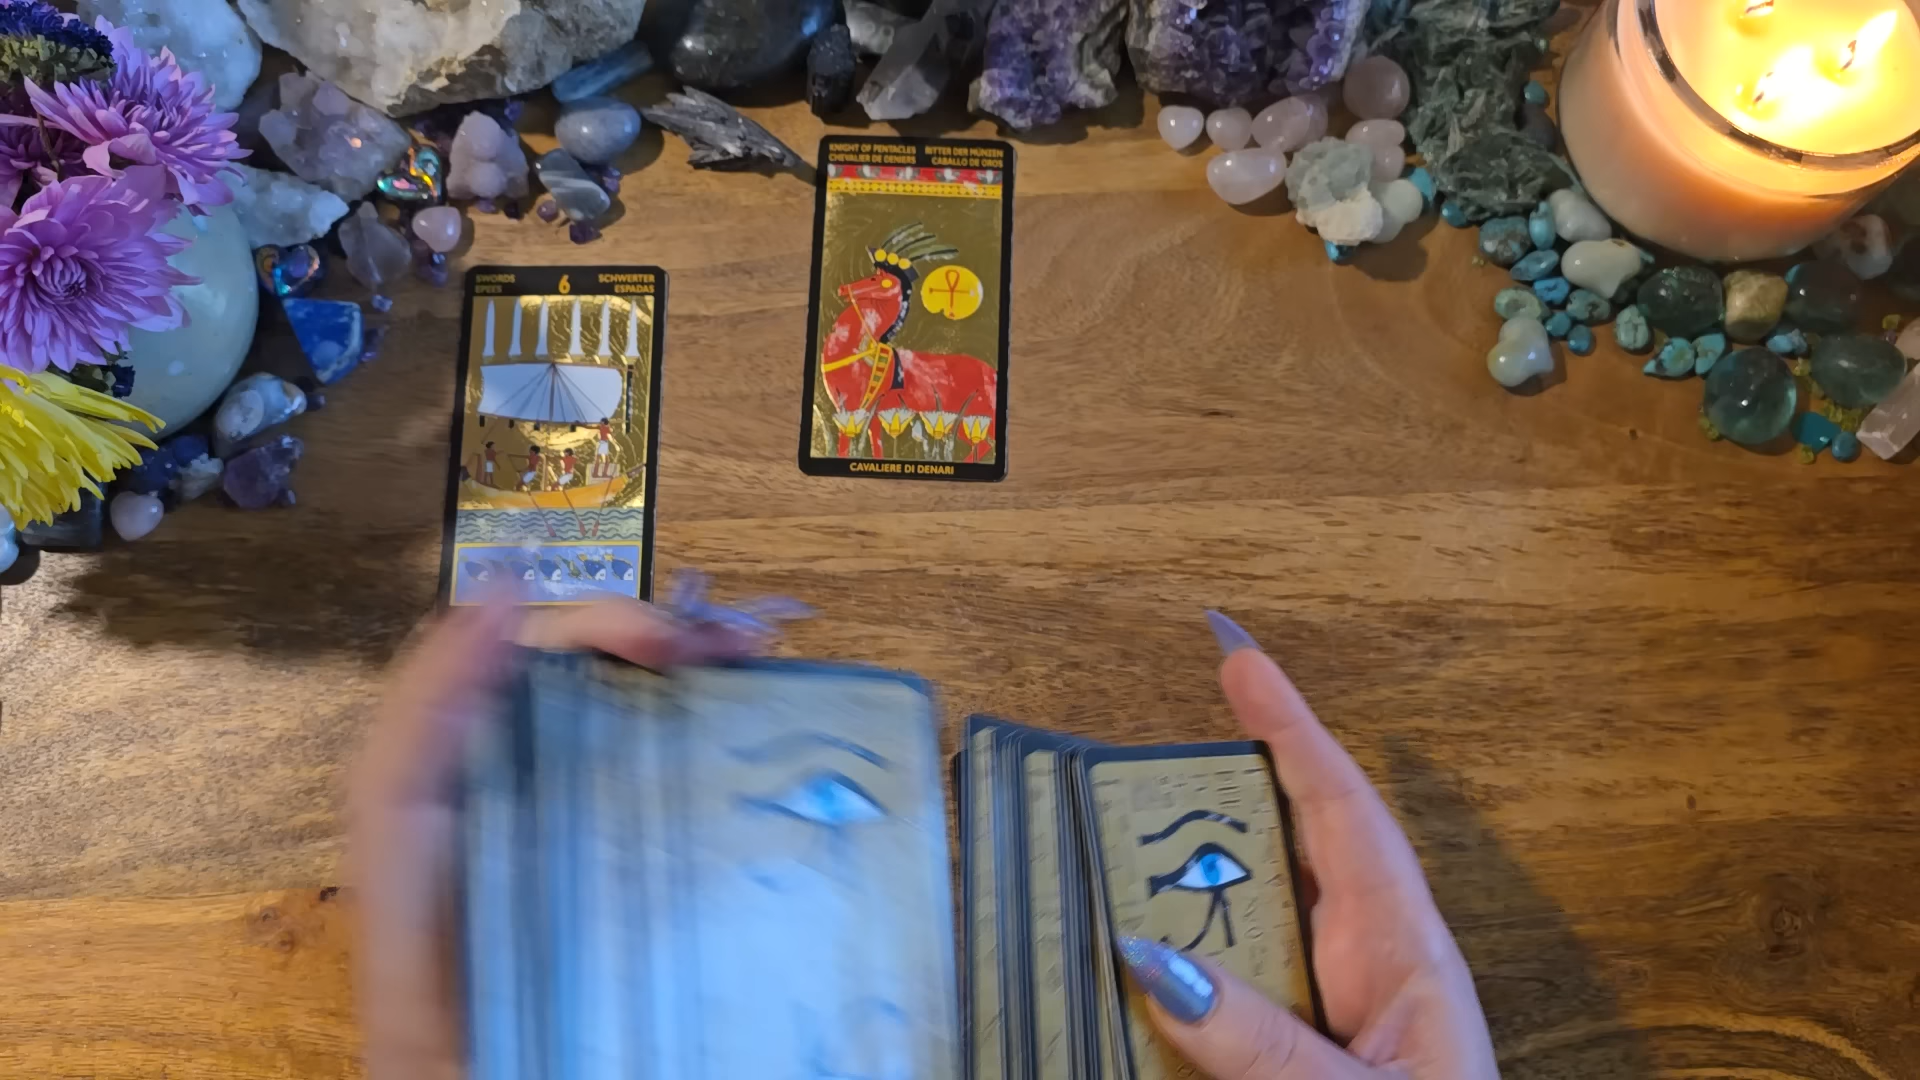 SWORDS 6 SCHWERTER
EPEES ESPADAS
KNIGHT OF PENTACLES RITTER DER MÜNZEN
CHEVALIER DE DENIERS CABALLO DE OROS
CAVALIERE DI DENARI